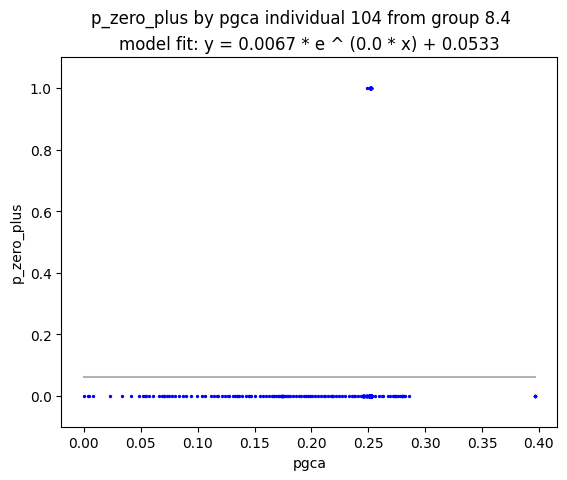 p_zero_plus by pgca individual 104 from group 8.4
model fit: y = 0.0067 * e ^ (0.0 * x) + 0.0533
1.0
0.8
0.6
0.4
0.2
0.0
p_zero_plus
0.00 0.05 0.10 0.15 0.20 0.25 0.30 0.35 0.40
pgca